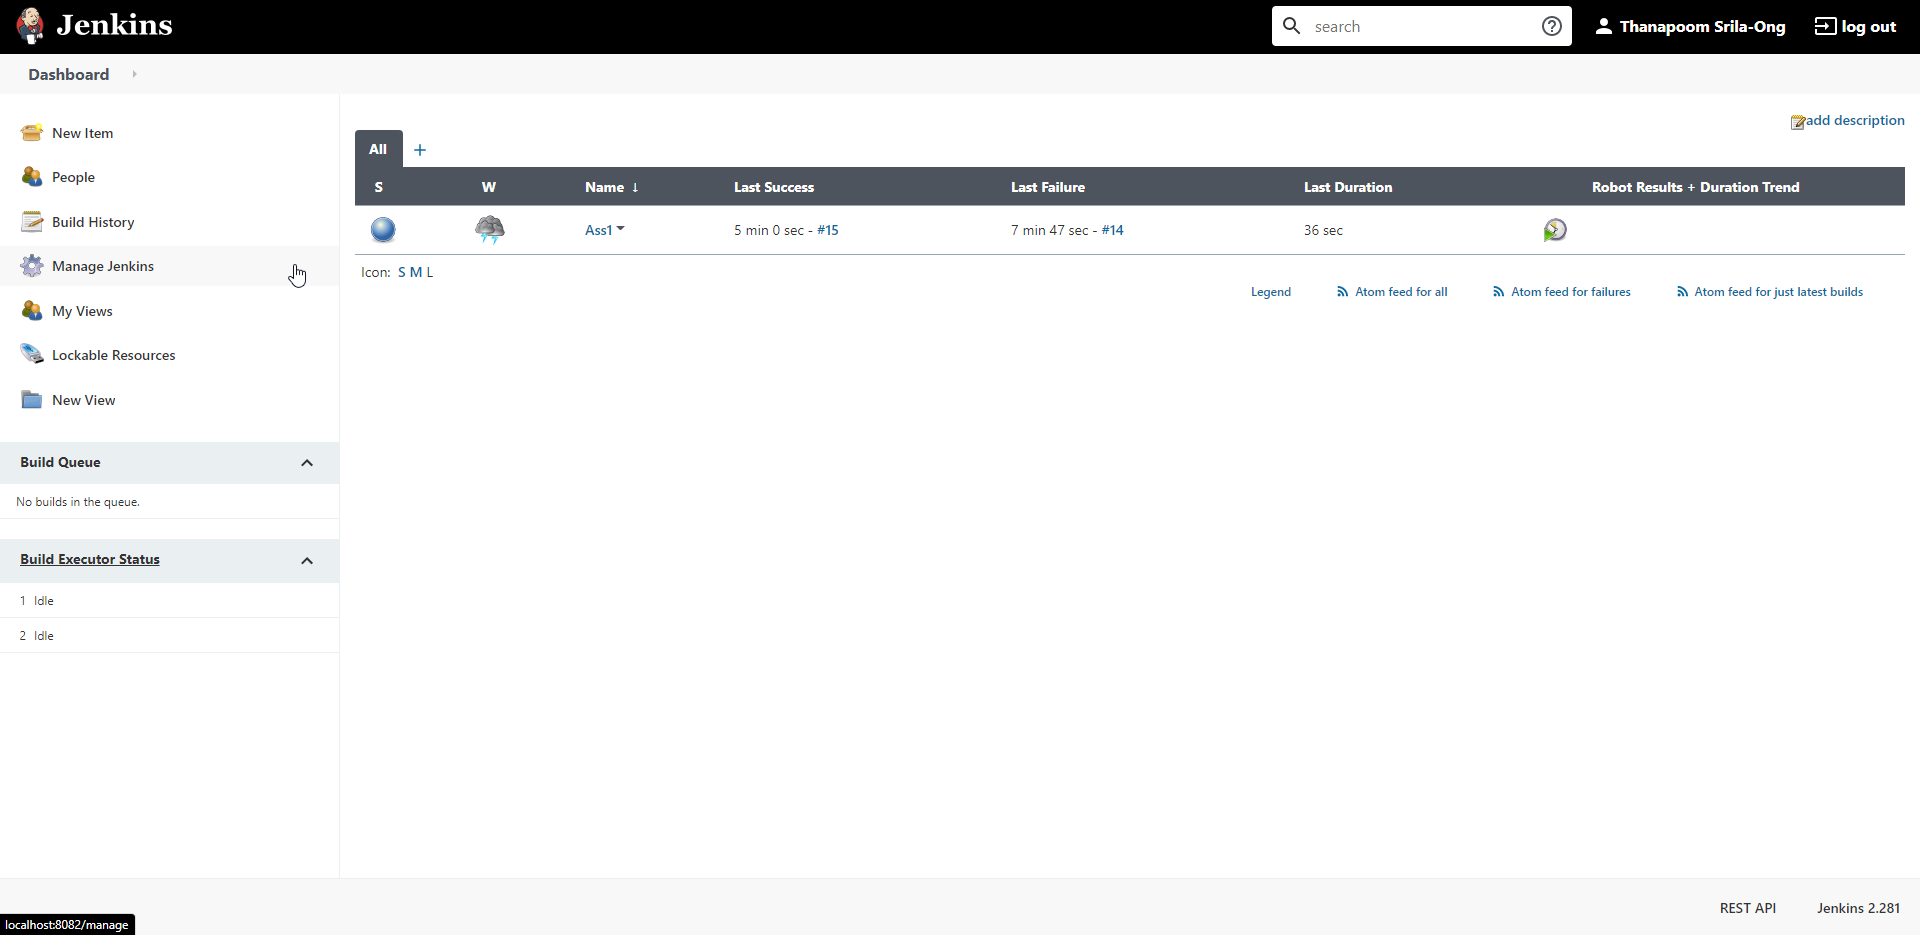 Jenkins
search
Thanapoom Srila-Ong
log out
Dashboard
New Item
People
Build History
Manage Jenkins
My Views
Lockable Resources
New View
Build Queue
No builds in the queue.
Build Executor Status
1 Idle
2 Idle
add description
All +
S W Name ↓ Last Success Last Failure Last Duration Robot Results + Duration Trend
Ass1 5 min 0 sec - #15 7 min 47 sec - #14 36 sec
Icon: S M L
Legend Atom feed for all Atom feed for failures Atom feed for just latest builds
REST API Jenkins 2.281
localhost:8082/manage